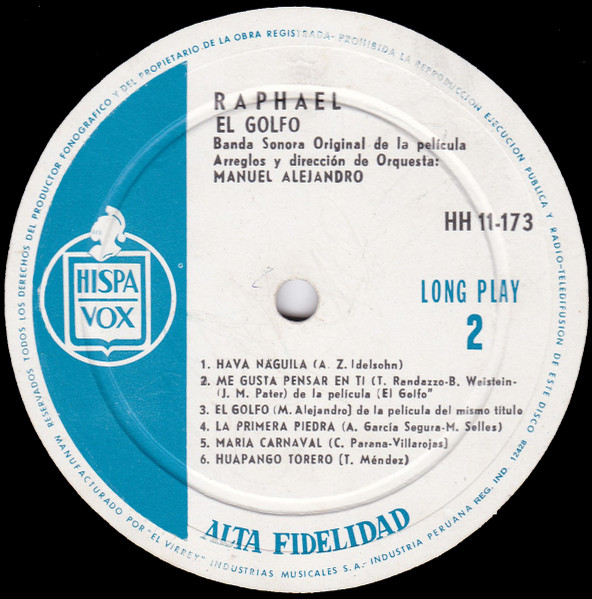 RAPHAEL
EL GOLFO
Banda Sonora Original de la película
Arreglos y dirección de Orquesta:
MANUEL ALEJANDRO
HH 11-173
HISPA
VOX
LONG PLAY
2
1. HAVA NAGUILA (A. Z. Idelsohn)
2. ME GUSTA PENSAR EN TI (T. Randazzo-B. Weistein-
(J. M. Pater) de la película (El Golfo"
3. EL GOLFO (M. Alejandro] de la película del mismo título
4. LA PRIMERA PIEDRA (A. García Segura-M. Selles)
5. MARIA CARNAVAL (C. Parana-Villarojas)
6. HUAPANGO TORERO (T. Méndez)
ALTA FIDELIDAD
RESERVADOS TODOS LOS DERECHOS DEL PRODUCTOR FONOGRAFICO Y DEL PROPIETARIO DE LA OBRA REGISTRADA- PROHIBIDA LA REPRODUCCION EJECUCION PUBLICA Y RADIO-TELEDIFUSION DE ESTE DISCO
MANUFACTURADO POR "EL VIRREY" INDUSTRIAS MUSICALES S.A.- INDUSTRIA PERUANA REG. IND. 12428